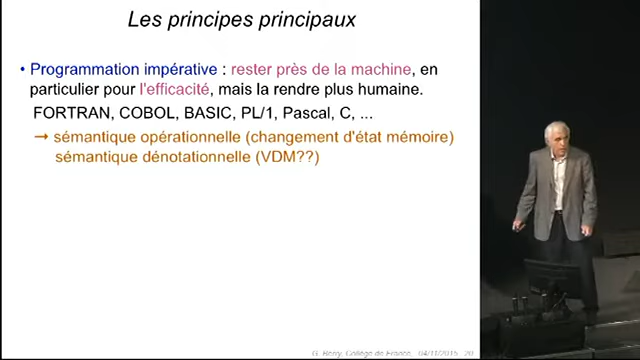 Les principes principaux
• Programmation impérative : rester près de la machine, en
particulier pour l'efficacité, mais la rendre plus humaine.
FORTRAN, COBOL, BASIC, PL/1, Pascal, C, ...
→ sémantique opérationnelle (changement d'état mémoire)
sémantique dénotationnelle (VDM??)
G. Berry, Collège de France, 04/11/2015 20